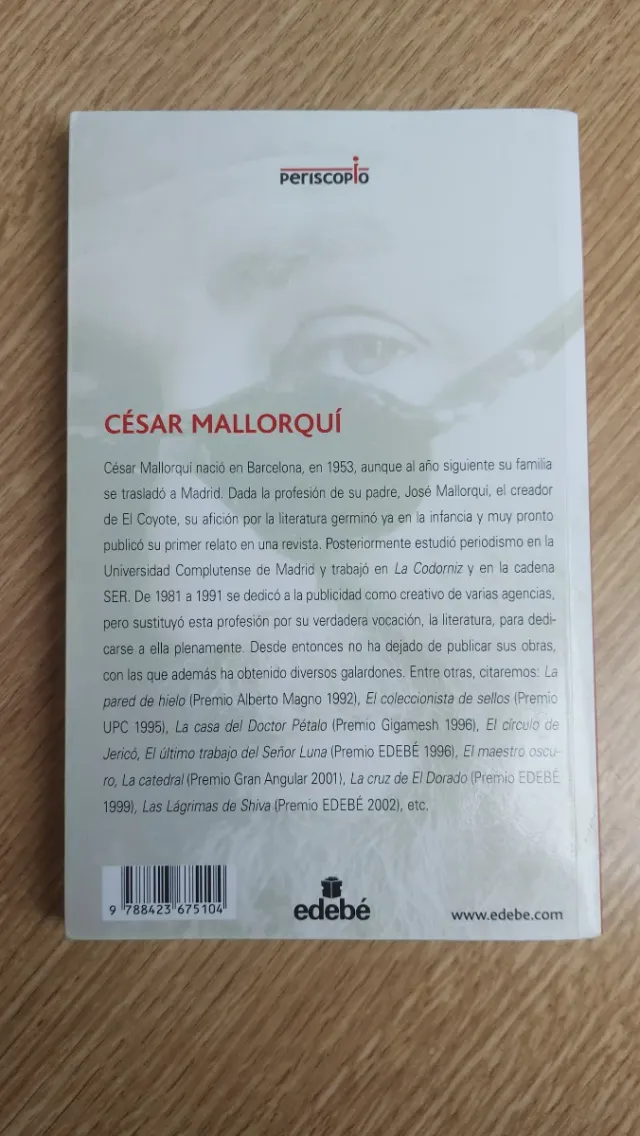 PERISCOPIO
CÉSAR MALLORQUÍ
César Mallorquí nació en Barcelona, en 1953, aunque al año siguiente su familia
se trasladó a Madrid. Dada la profesión de su padre, José Mallorquí, el creador
de El Coyote, su afición por la literatura germinó ya en la infancia y muy pronto
publicó su primer relato en una revista. Posteriormente estudió periodismo en la
Universidad Complutense de Madrid y trabajó en La Codorniz y en la cadena
SER. De 1981 a 1991 se dedicó a la publicidad como creativo de varias agencias,
pero sustituyó esta profesión por su verdadera vocación, la literatura, para dedi-
carse a ella plenamente. Desde entonces no ha dejado de publicar sus obras,
con las que además ha obtenido diversos galardones. Entre otras, citaremos: La
pared de hielo (Premio Alberto Magno 1992), El coleccionista de sellos (Premio
UPC 1995), La casa del Doctor Pétalo (Premio Gigamesh 1996), El círculo de
Jericó, El último trabajo del Señor Luna (Premio EDEBÉ 1996), El maestro oscu-
ro, La catedral (Premio Gran Angular 2001), La cruz de El Dorado (Premio EDEBÉ
1999), Las Lágrimas de Shiva (Premio EDEBÉ 2002), etc.
9 788423 675104
edebé
www.edebe.com